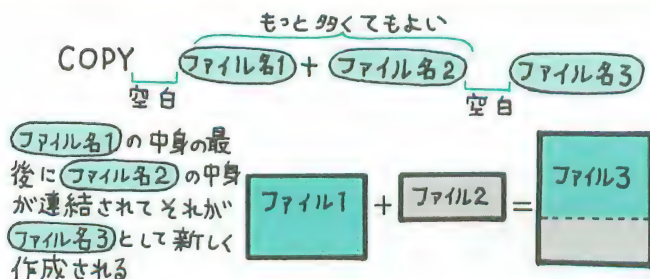 もっと多くてもよい
COPY ファイル名1 + ファイル名2 ファイル名3
空白 空白
ファイル名1の中身の最
後にファイル名2の中身
が連結されてそれが
ファイル名3として新しく
作成される
ファイル1 + ファイル2 = ファイル3